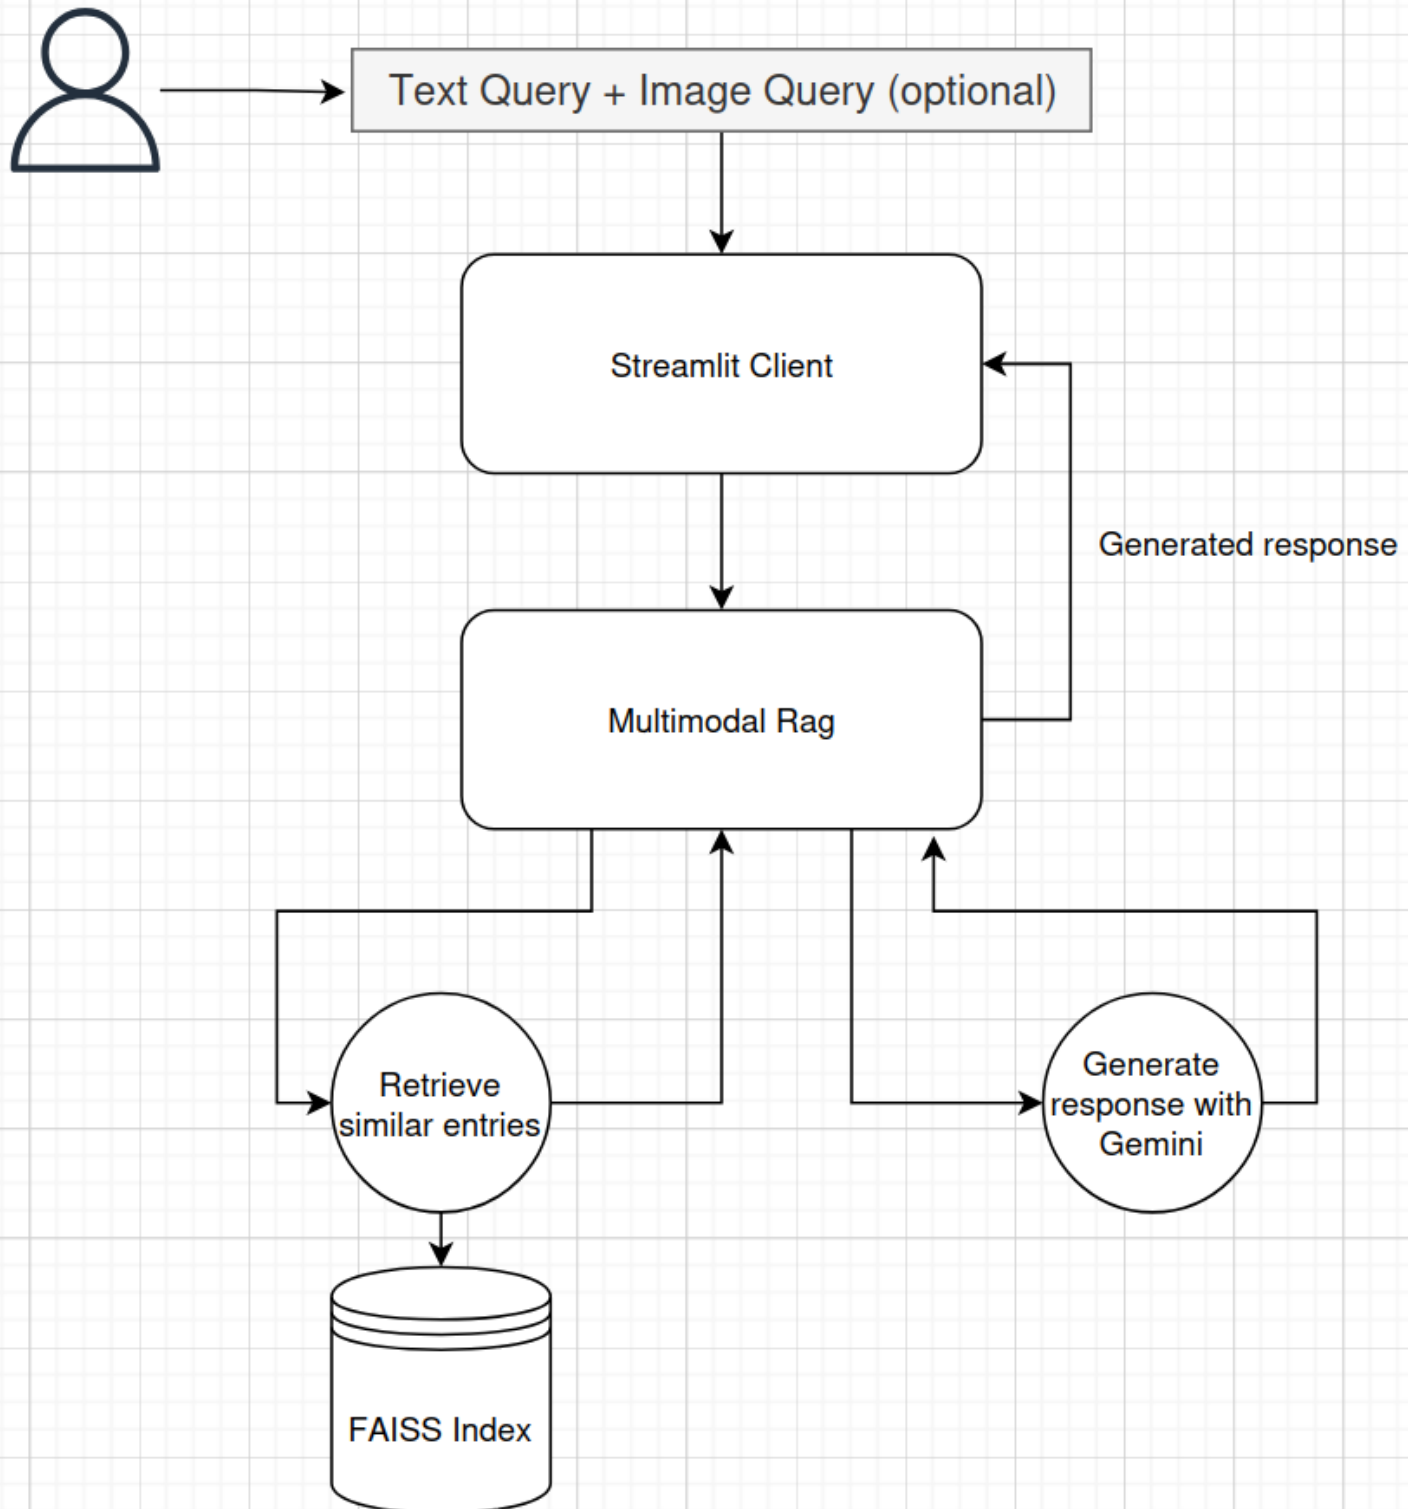 Text Query + Image Query (optional)
Streamlit Client
Generated response
Multimodal Rag
Retrieve
similar entries
Generate
response with
Gemini
FAISS Index